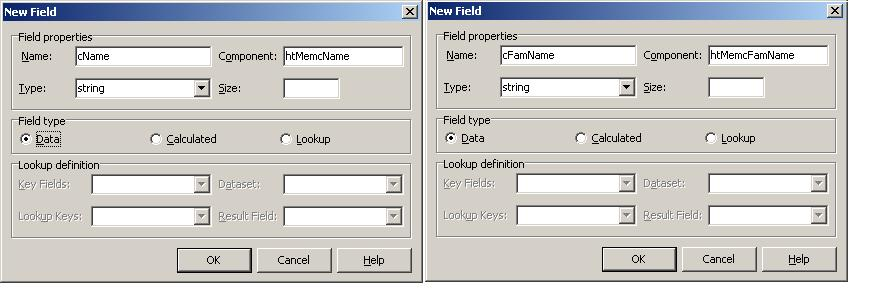 New Field
Field properties
Name: cName Component: htMemcName
Type: string Size:
Field type
Data Calculated Lookup
Lookup definition
Key Fields: Dataset:
Lookup Keys: Result Field:
OK Cancel Help
New Field
Field properties
Name: cFamName Component: htMemcFamName
Type: string Size:
Field type
Data Calculated Lookup
Lookup definition
Key Fields: Dataset:
Lookup Keys: Result Field:
OK Cancel Help